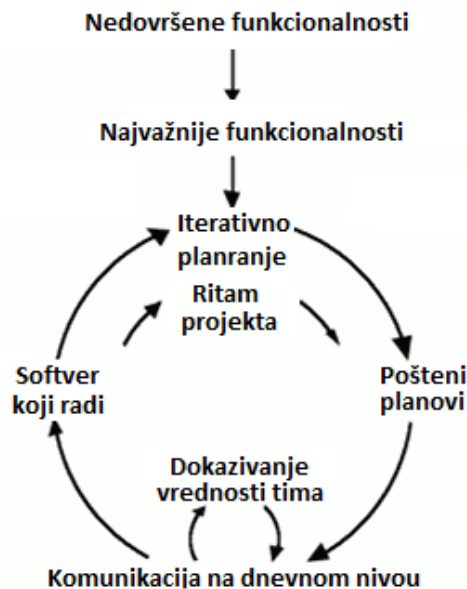 Nedovršene funkcionalnosti
Najvažnije funkcionalnosti
Iterativno
planranje
Ritam
projekta
Softver
koji radi
Pošteni
planovi
Dokazivanje
vrednosti tima
Komunikacija na dnevnom nivou